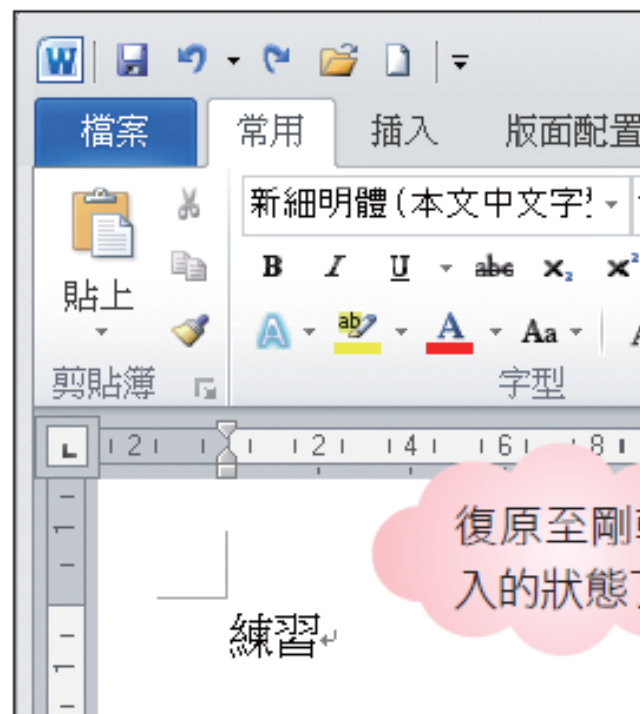 檔案 常用 插入 版面配置
新細明體 (本文中文字
貼上
B I U abc x₂ x²
A ab A Aa
剪貼簿 字型
L 2 2 4 6 8
復原至剛
入的狀態
1
練習
1